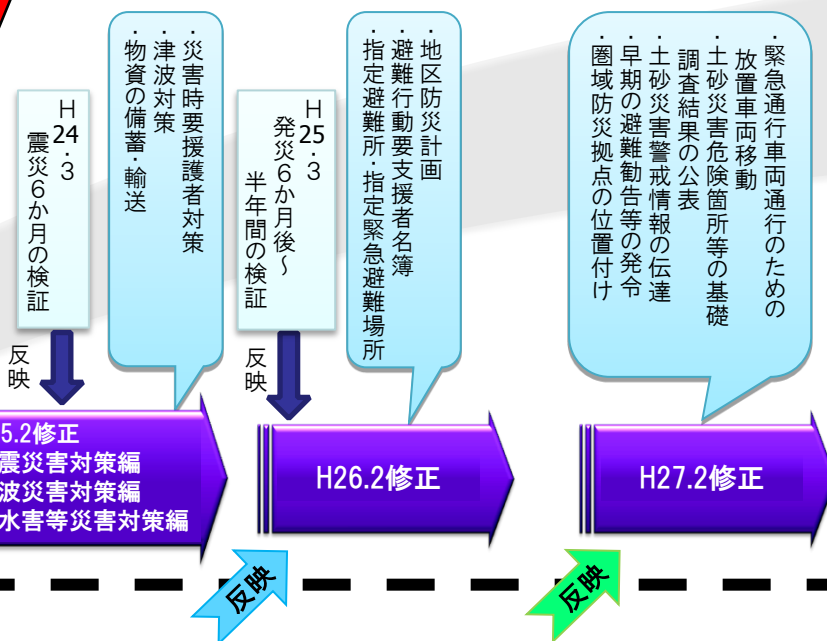 H24.3
震災6か月の検証
反映
・災害時要援護者対策
・津波対策
・物資の備蓄・輸送
5.2修正
震災害対策編
波災害対策編
水害等災害対策編
H25.3
発災6か月後～
半年間の検証
反映
・地区防災計画
・避難行動要支援者名簿
・指定避難所・指定緊急避難場所
H26.2修正
反映
・緊急通行車両通行のための
放置車両移動
・土砂災害危険箇所等の基礎
調査結果の公表
・土砂災害警戒情報の伝達
・早期の避難勧告等の発令
・圏域防災拠点の位置付け
H27.2修正
反映